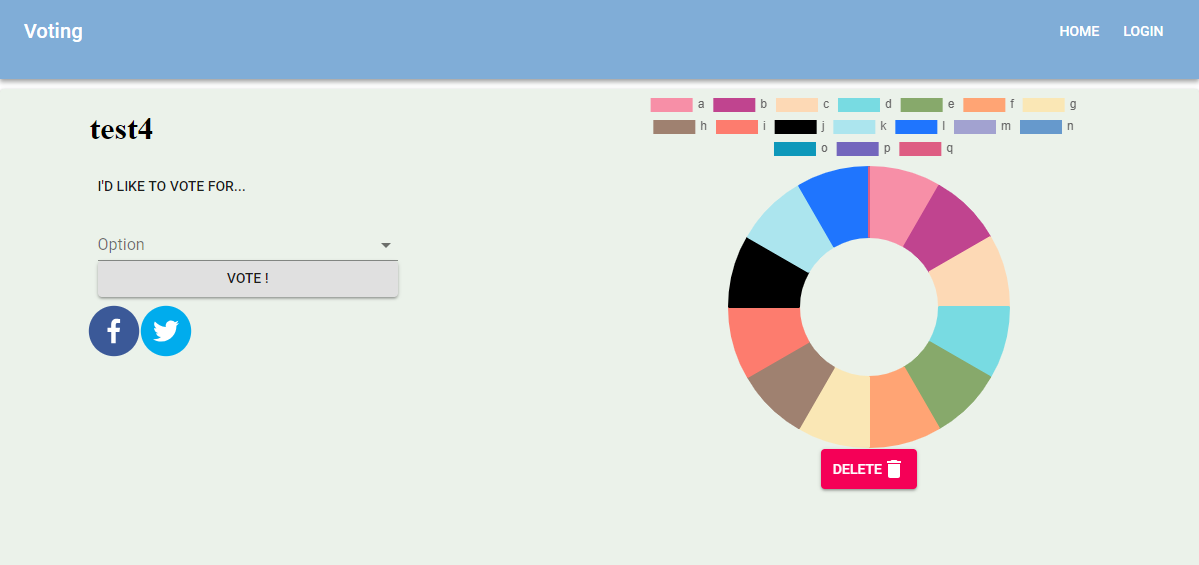 Voting HOME LOGIN
test4
I'D LIKE TO VOTE FOR...
Option
VOTE !
a b c d e f g
h i j k l m n
o p q
DELETE